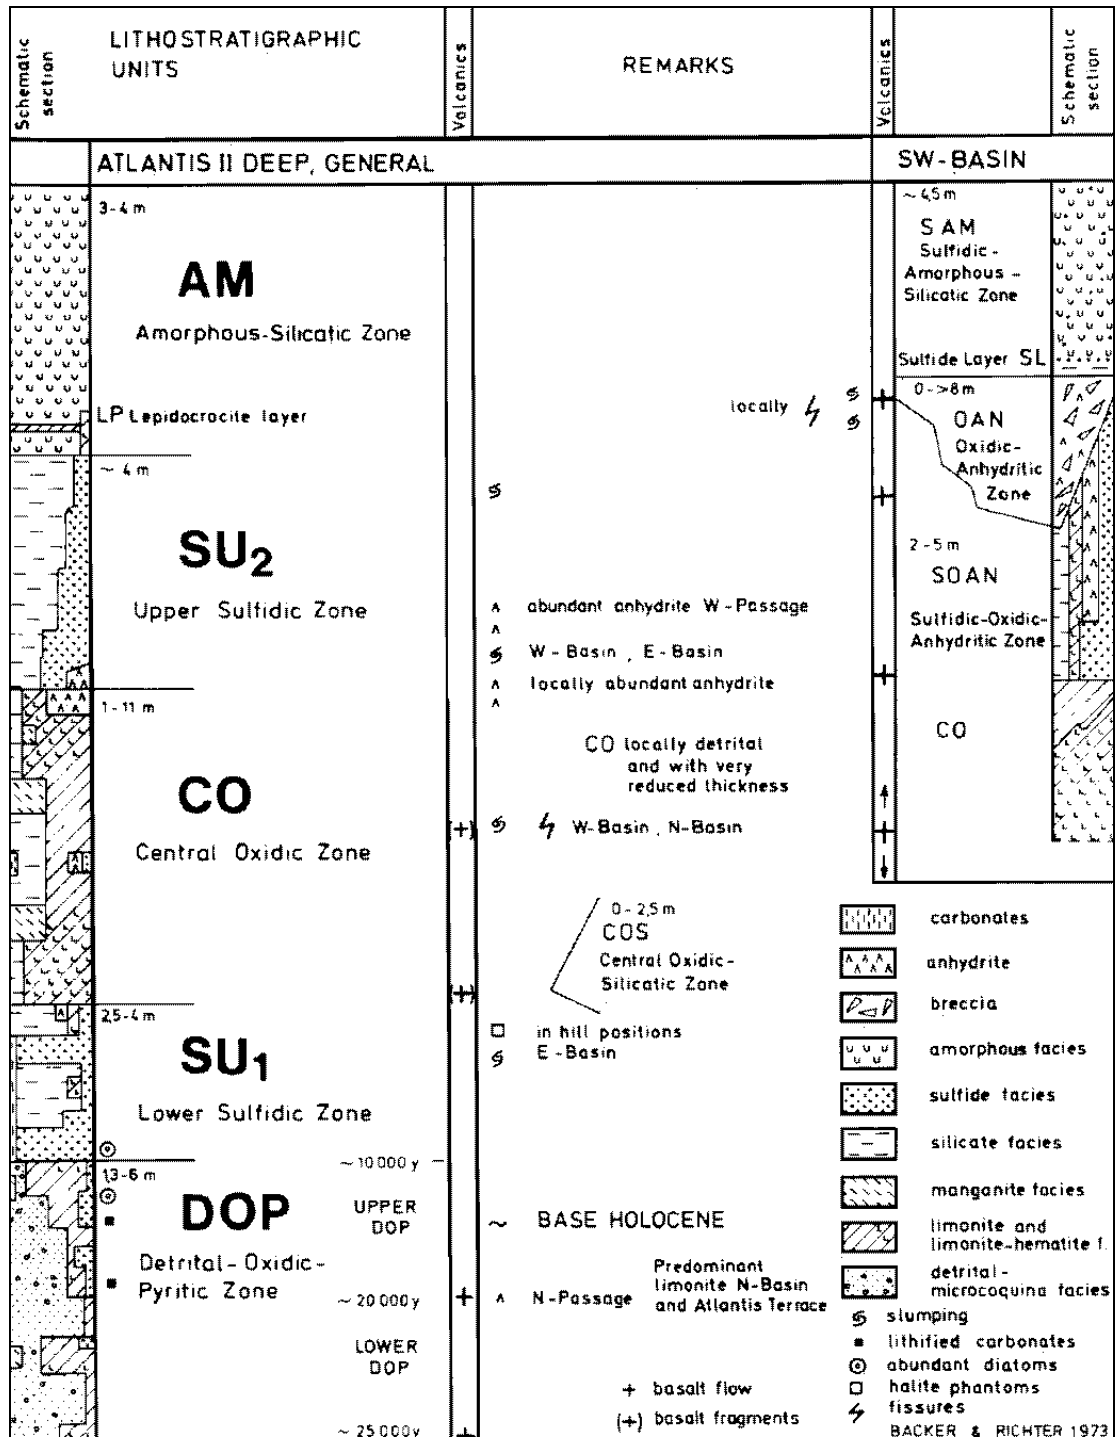 Schematic section
LITHOSTRATIGRAPHIC
UNITS
Volcanics
REMARKS
Volcanics
Schematic section
ATLANTIS II DEEP, GENERAL
SW-BASIN
3-4 m
AM
Amorphous-Silicatic Zone
LP Lepidocrocite layer
~ 4 m
SU2
Upper Sulfidic Zone
1-11 m
CO
Central Oxidic Zone
2,5-4 m
SU1
Lower Sulfidic Zone
~ 10 000 y
1,3-6 m
DOP
Detrital-Oxidic-
Pyritic Zone
UPPER
DOP
~ 20 000 y
LOWER
DOP
~ 25 000 y
locally
abundant anhydrite W-Passage
W-Basin, E-Basin
locally abundant anhydrite
CO locally detrital
and with very
reduced thickness
(+)
W-Basin, N-Basin
0-2,5 m
COS
Central Oxidic-
Silicatic Zone
(+)
in hill positions
E-Basin
~ BASE HOLOCENE
Predominant
limonite N-Basin
and Atlantis Terrace
N-Passage
+ basalt flow
(+) basalt fragments
~ 4,5 m
SAM
Sulfidic-
Amorphous-
Silicatic Zone
Sulfide Layer SL
0->8 m
OAN
Oxidic-
Anhydritic
Zone
2-5 m
SOAN
Sulfidic-Oxidic-
Anhydritic Zone
CO
carbonates
anhydrite
breccia
amorphous facies
sulfide facies
silicate facies
manganite facies
limonite and
limonite-hematite f.
detrital-
microcoquina facies
slumping
lithified carbonates
abundant diatoms
halite phantoms
fissures
BACKER & RICHTER 1973